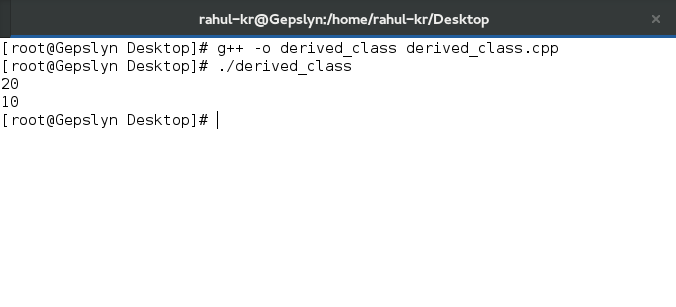 rahul-kr@Gepslyn:/home/rahul-kr/Desktop
[root@Gepslyn Desktop]# g++ -o derived_class derived_class.cpp
[root@Gepslyn Desktop]# ./derived_class
20
10
[root@Gepslyn Desktop]#